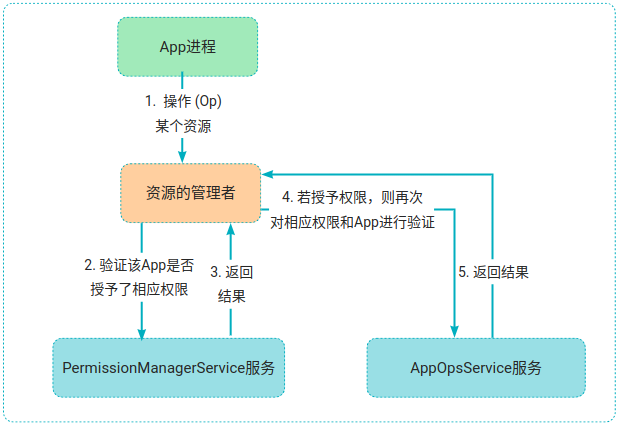 App进程
1. 操作 (Op)
某个资源
资源的管理者
4. 若授予权限，则再次
对相应权限和App进行验证
2. 验证该App是否
授予了相应权限
3. 返回
结果
5. 返回结果
PermissionManagerService服务
AppOpsService服务